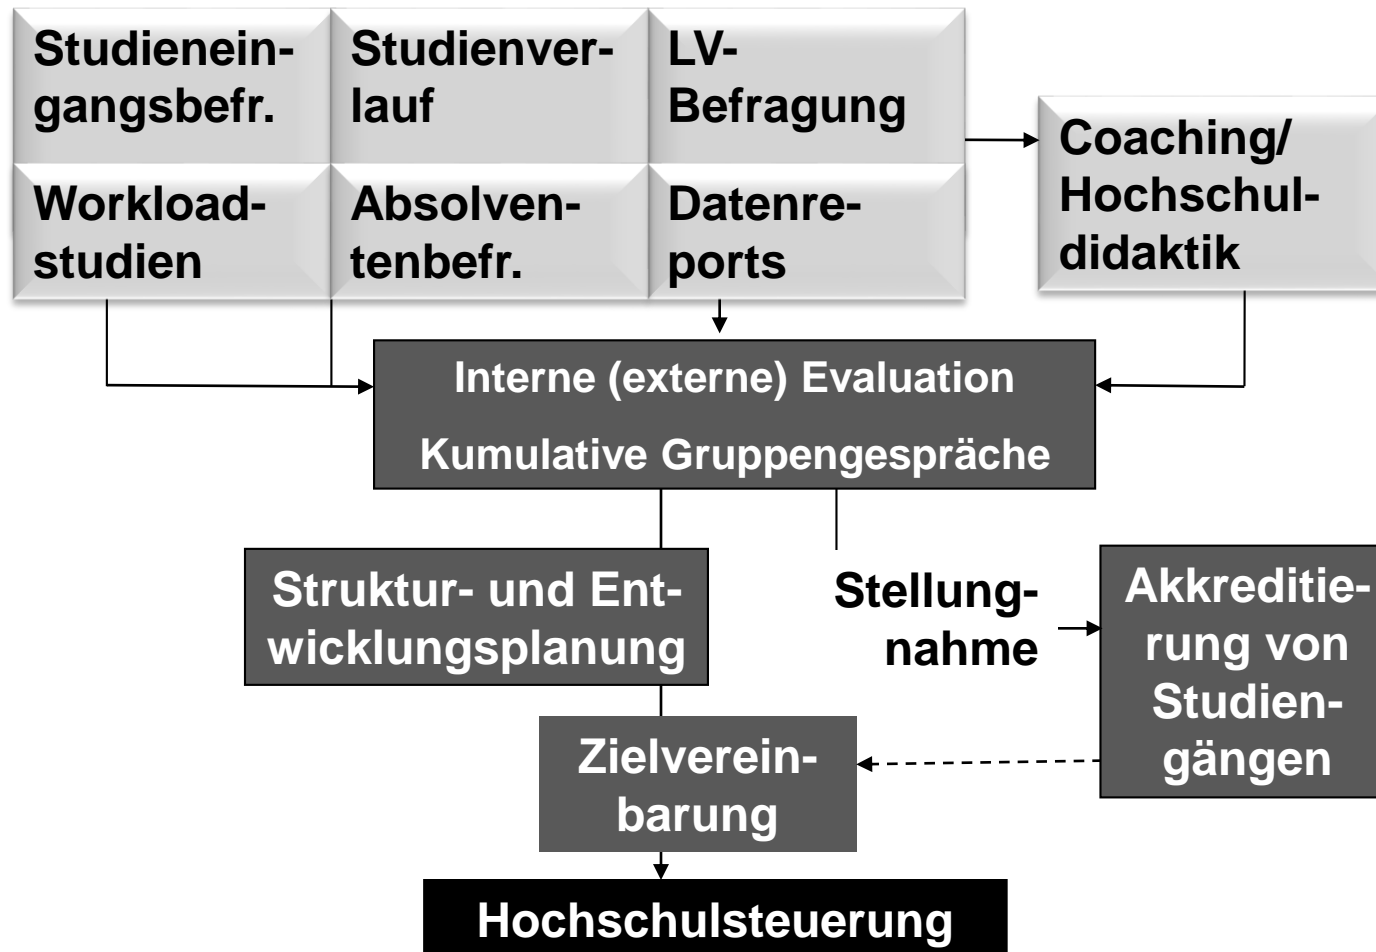 Studienein-
gangsbefr.
Studienver-
lauf
LV-
Befragung
Workload-
studien
Absolven-
tenbefr.
Datenre-
ports
Coaching/
Hochschul-
didaktik
Interne (externe) Evaluation
Kumulative Gruppengespräche
Struktur- und Ent-
wicklungsplanung
Stellung-
nahme
Akkreditie-
rung von
Studien-
gängen
Zielverein-
barung
Hochschulsteuerung